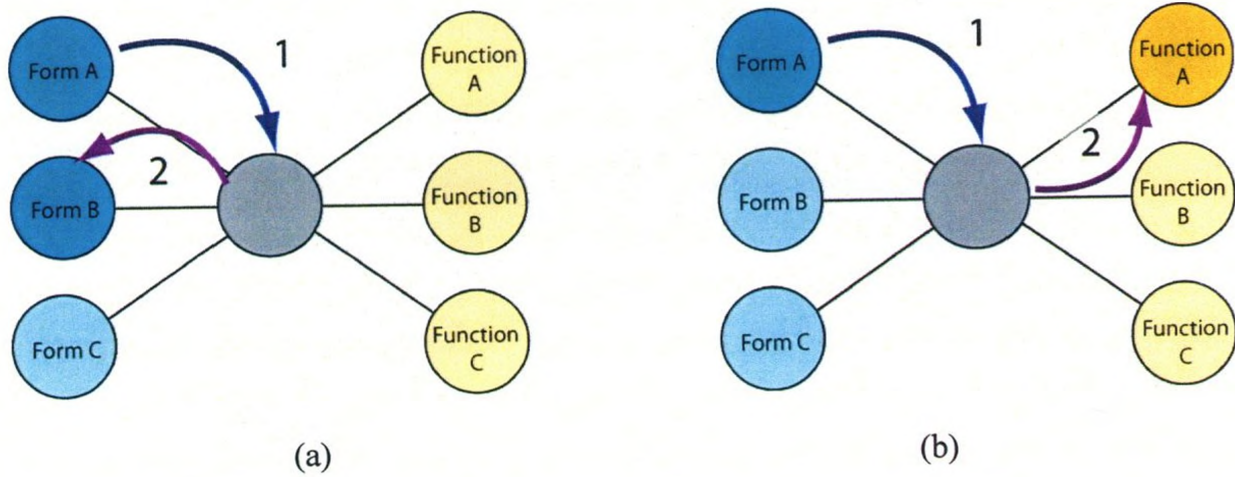 Form A
1
Function
A
2
Form B
Function
B
Form C
Function
C
(a)
Form A
1
Function
A
2
Form B
Function
B
Form C
Function
C
(b)